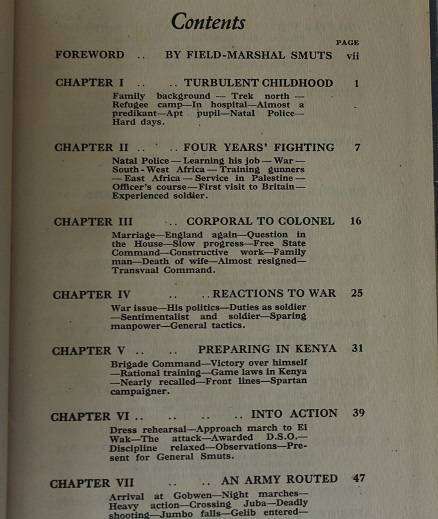 Contents
PAGE
FOREWORD .. BY FIELD-MARSHAL SMUTS vii
CHAPTER I .. .. TURBULENT CHILDHOOD 1
Family background — Trek north —
Refugee camp—In hospital—Almost a
predikant—Apt pupil—Natal Police—
Hard days.
CHAPTER II .. .. FOUR YEARS' FIGHTING 7
Natal Police—Learning his job—War—
South-West Africa—Training gunners
—East Africa—Service in Palestine—
Officer's course—First visit to Britain—
Experienced soldier.
CHAPTER III .. CORPORAL TO COLONEL 16
Marriage—England again—Question in
the House—Slow progress—Free State
Command—Constructive work—Family
man—Death of wife—Almost resigned—
Transvaal Command.
CHAPTER IV .. .. REACTIONS TO WAR 25
War issue—His politics—Duties as soldier
—Sentimentalist and soldier—Sparing
manpower—General tactics.
CHAPTER V .. .. PREPARING IN KENYA 31
Brigade Command—Victory over himself
—Rational training—Game laws in Kenya
—Nearly recalled—Front lines—Spartan
campaigner.
CHAPTER VI .. .. .. .. INTO ACTION 39
Dress rehearsal—Approach march to El
Wak—The attack—Awarded D.S.O.—
Discipline relaxed—Observations—Pre-
sent for General Smuts.
CHAPTER VII .. .. AN ARMY ROUTED 47
Arrival at Gobwen—Night marches—
Heavy action—Crossing Juba—Deadly
shooting—Jumbo falls—Gelib entered—